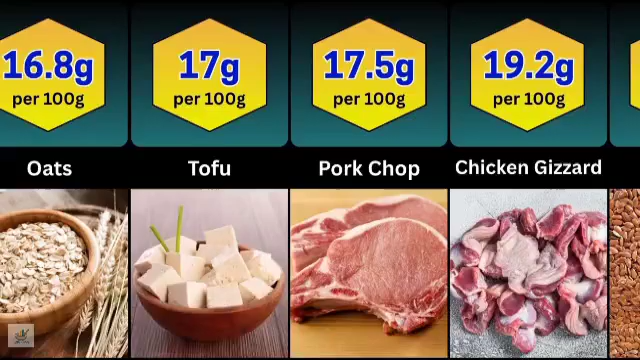 16.8g
per 100g
Oats
17g
per 100g
Tofu
17.5g
per 100g
Pork Chop
19.2g
per 100g
Chicken Gizzard